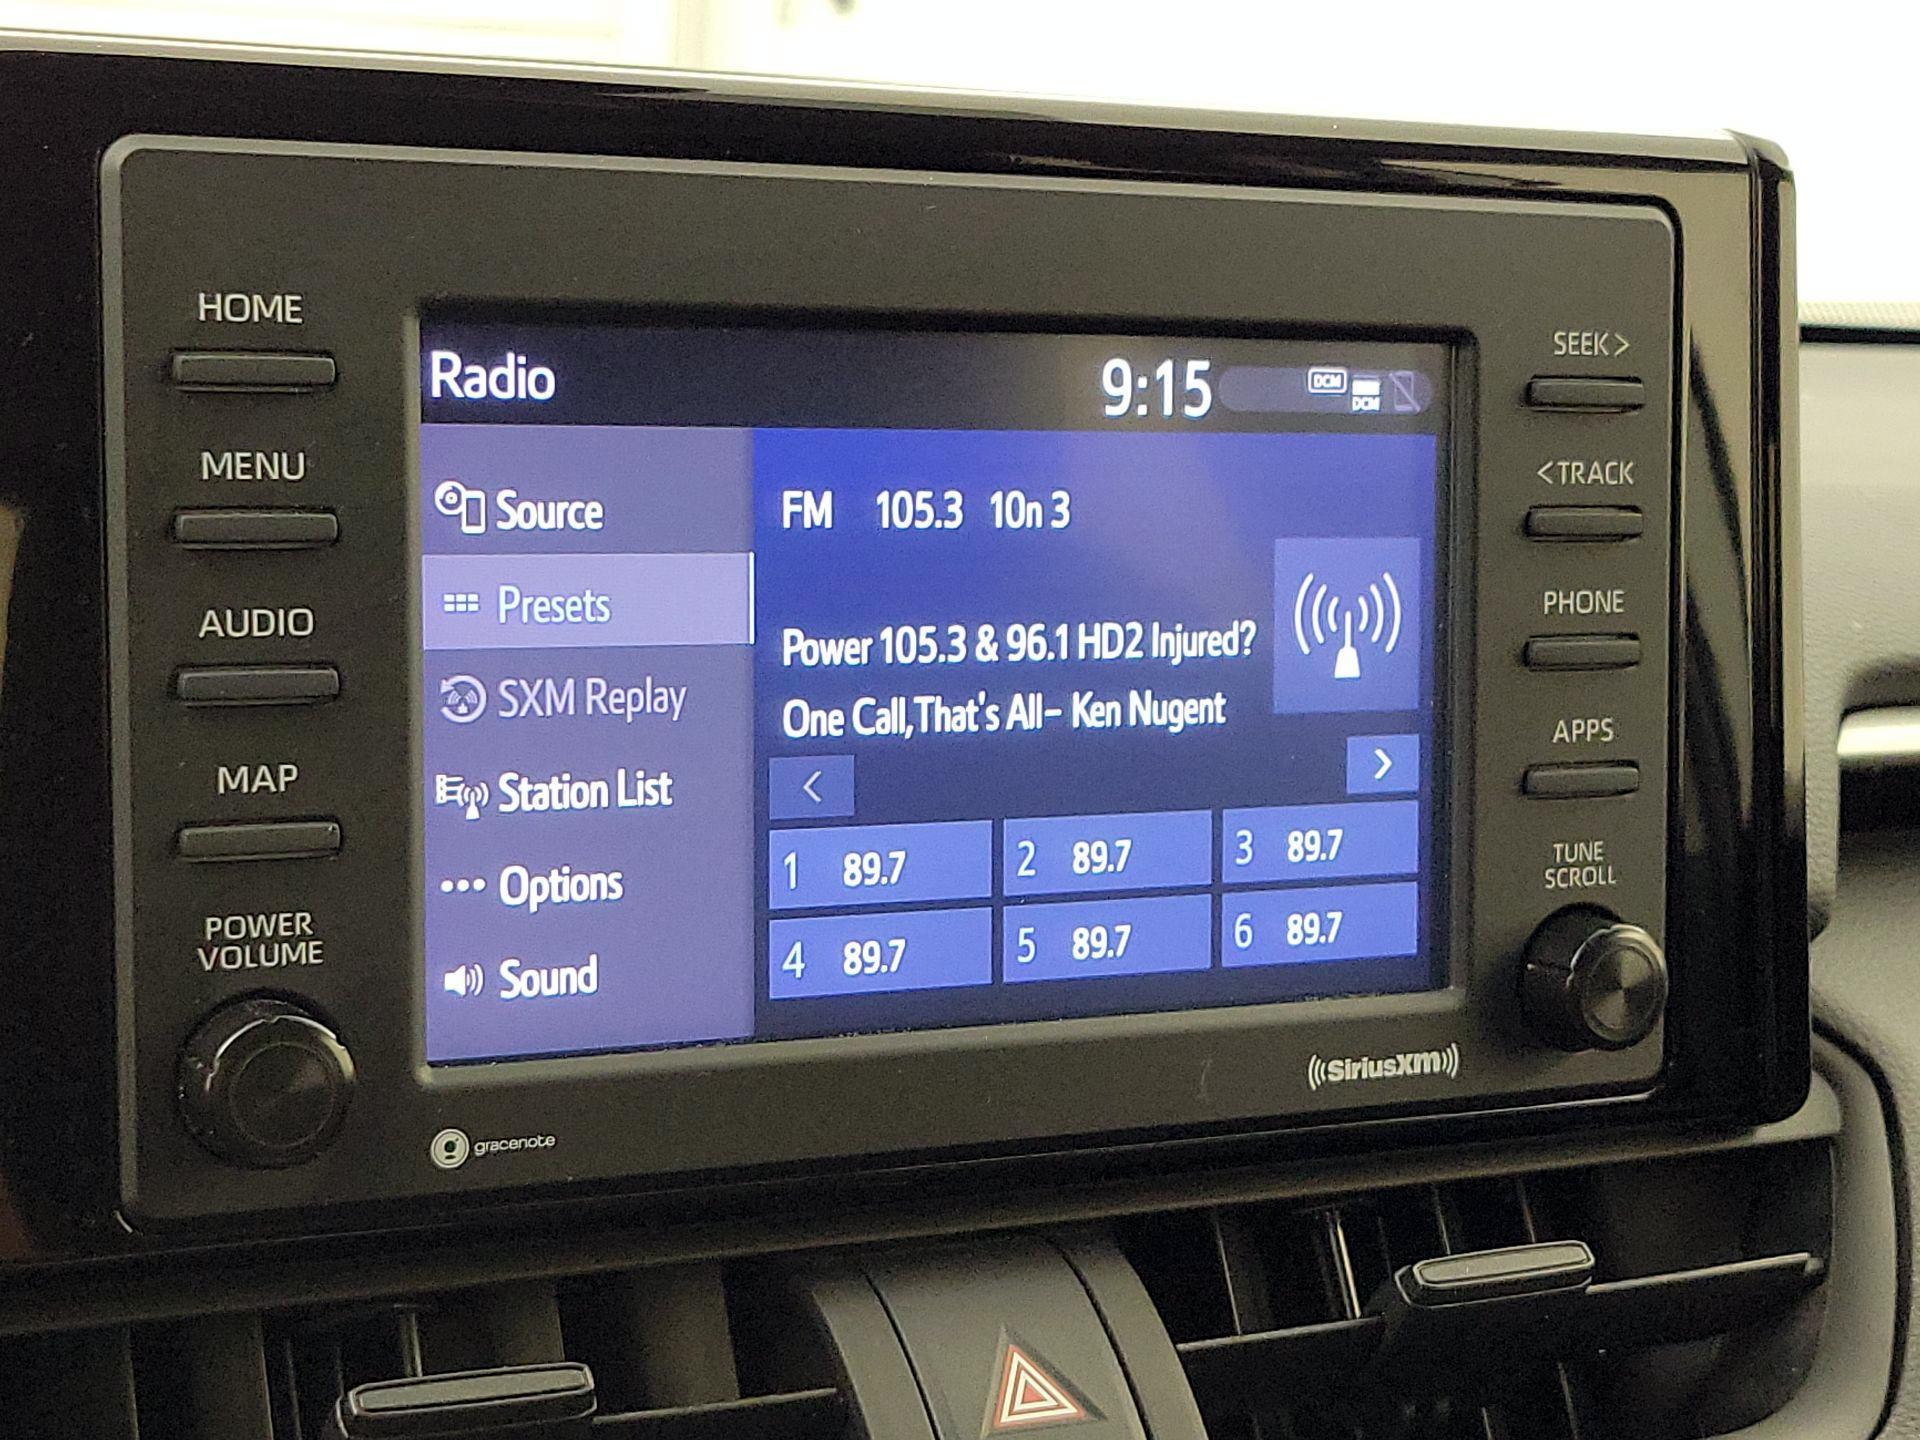 HOME
MENU
AUDIO
MAP
POWER
VOLUME
Radio
9:15
DCM
DCM
Source
Presets
SXM Replay
Station List
Options
Sound
FM 105.3 10n 3
Power 105.3 & 96.1 HD2 Injured?
One Call,That's All- Ken Nugent
<
>
1 89.7
2 89.7
3 89.7
4 89.7
5 89.7
6 89.7
SEEK >
< TRACK
PHONE
APPS
TUNE
SCROLL
gracenote
((SiriusXM))